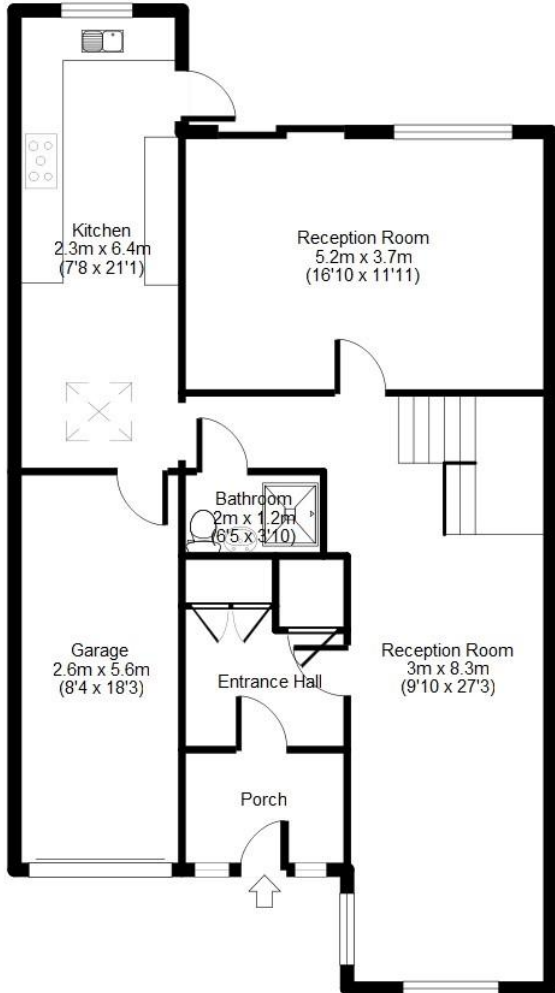 Kitchen
2.3m x 6.4m
(7'8 x 21'1)
Reception Room
5.2m x 3.7m
(16'10 x 11'11)
Bathroom
2m x 1.2m
(6'5 x 3'10)
Garage
2.6m x 5.6m
(8'4 x 18'3)
Entrance Hall
Reception Room
3m x 8.3m
(9'10 x 27'3)
Porch